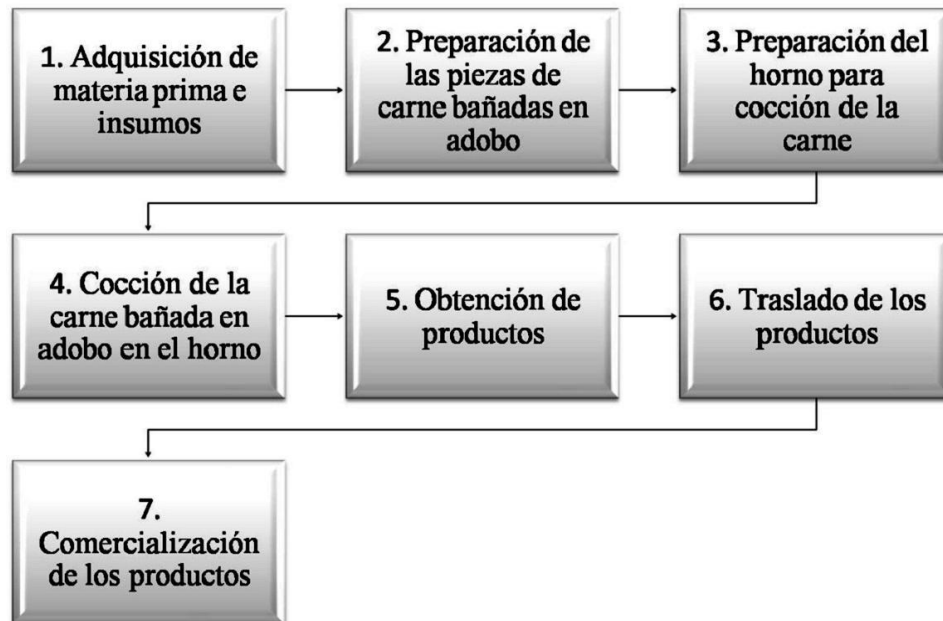 1. Adquisición de
materia prima e
insumos
2. Preparación de
las piezas de
carne bañadas en
adobo
3. Preparación del
horno para
cocción de la
carne
4. Cocción de la
carne bañada en
adobo en el horno
5. Obtención de
productos
6. Traslado de los
productos
7.
Comercialización
de los productos